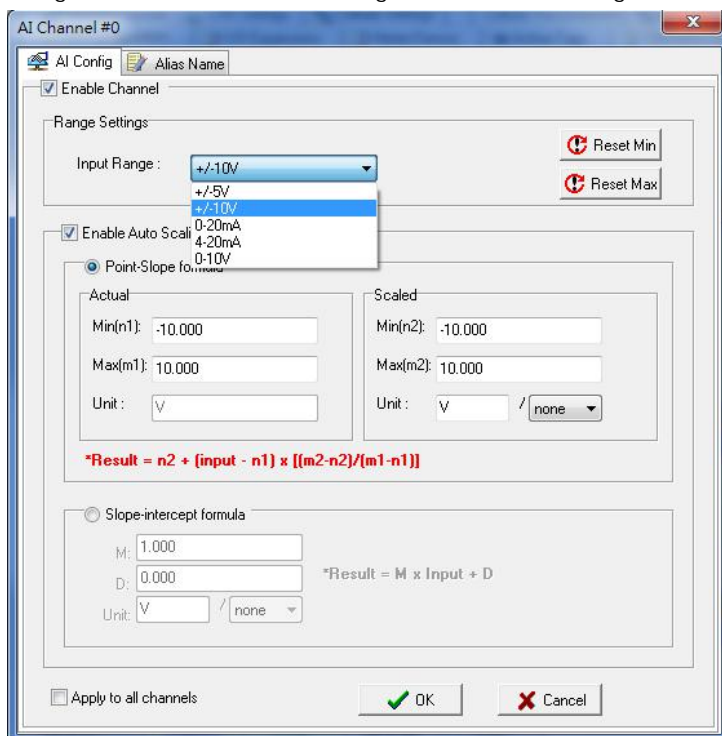 AI Channel #0
AI Config Alias Name
Enable Channel
Range Settings
Input Range : +/-10V
Reset Min
Reset Max
+/-5V
+/-10V
0-20mA
4-20mA
0-10V
Enable Auto Scali
Point-Slope
Actual
Min(n1): -10.000
Max(m1): 10.000
Unit : V
Scaled
Min(n2): -10.000
Max(m2): 10.000
Unit : V / none
*Result = n2 + (input - n1) x [(m2-n2)/(m1-n1)]
Slope-intercept formula
M: 1.000
D: 0.000
Unit: V / none
*Result = M x Input + D
Apply to all channels
OK
Cancel